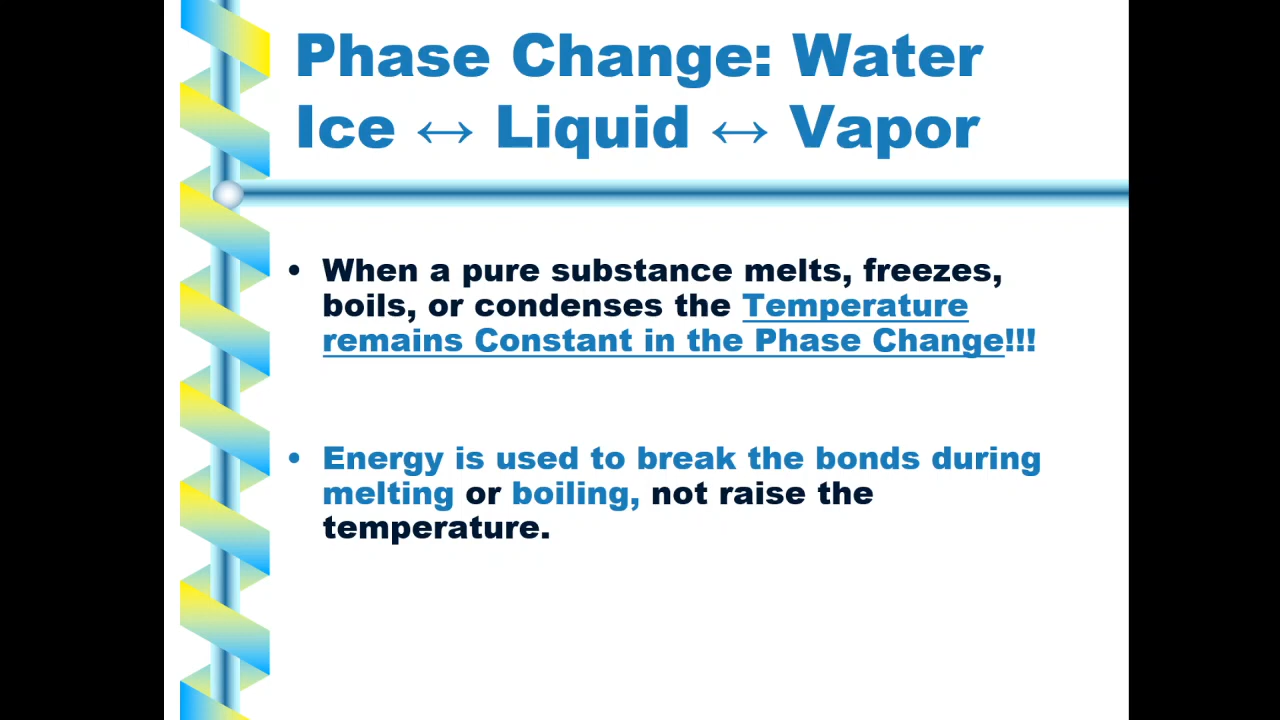 Phase Change: Water
Ice ↔ Liquid ↔ Vapor
• When a pure substance melts, freezes,
boils, or condenses the Temperature
remains Constant in the Phase Change!!!
• Energy is used to break the bonds during
melting or boiling, not raise the
temperature.